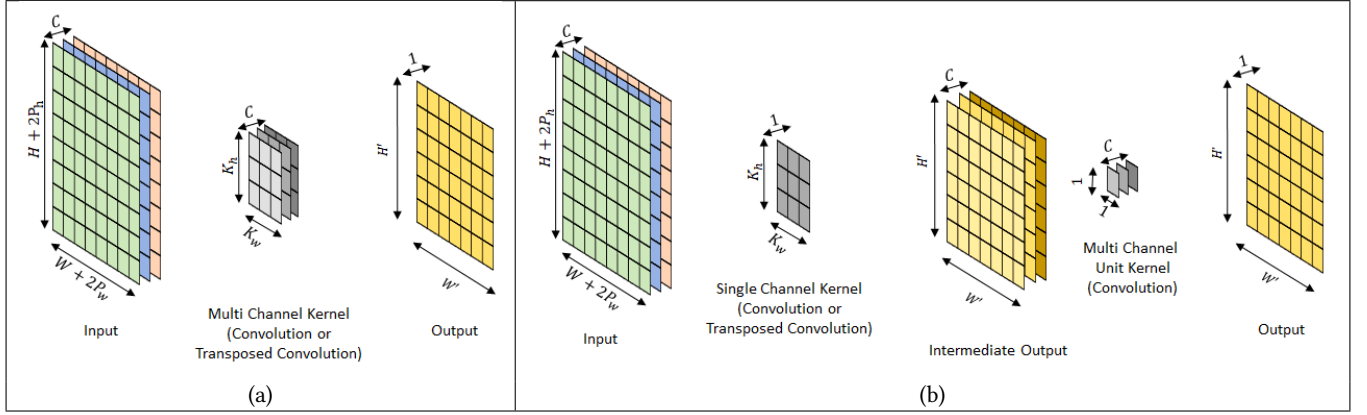 C
H + 2P_h
W + 2P_w
Input
C
K_h
K_w
Multi Channel Kernel
(Convolution or
Transposed Convolution)
1
H'
W'
Output
(a)
C
H + 2P_h
W + 2P_w
Input
1
K_h
K_w
Single Channel Kernel
(Convolution or
Transposed Convolution)
C
H'
W'
Intermediate Output
C
1
1
Multi Channel
Unit Kernel
(Convolution)
1
H'
W'
Output
(b)